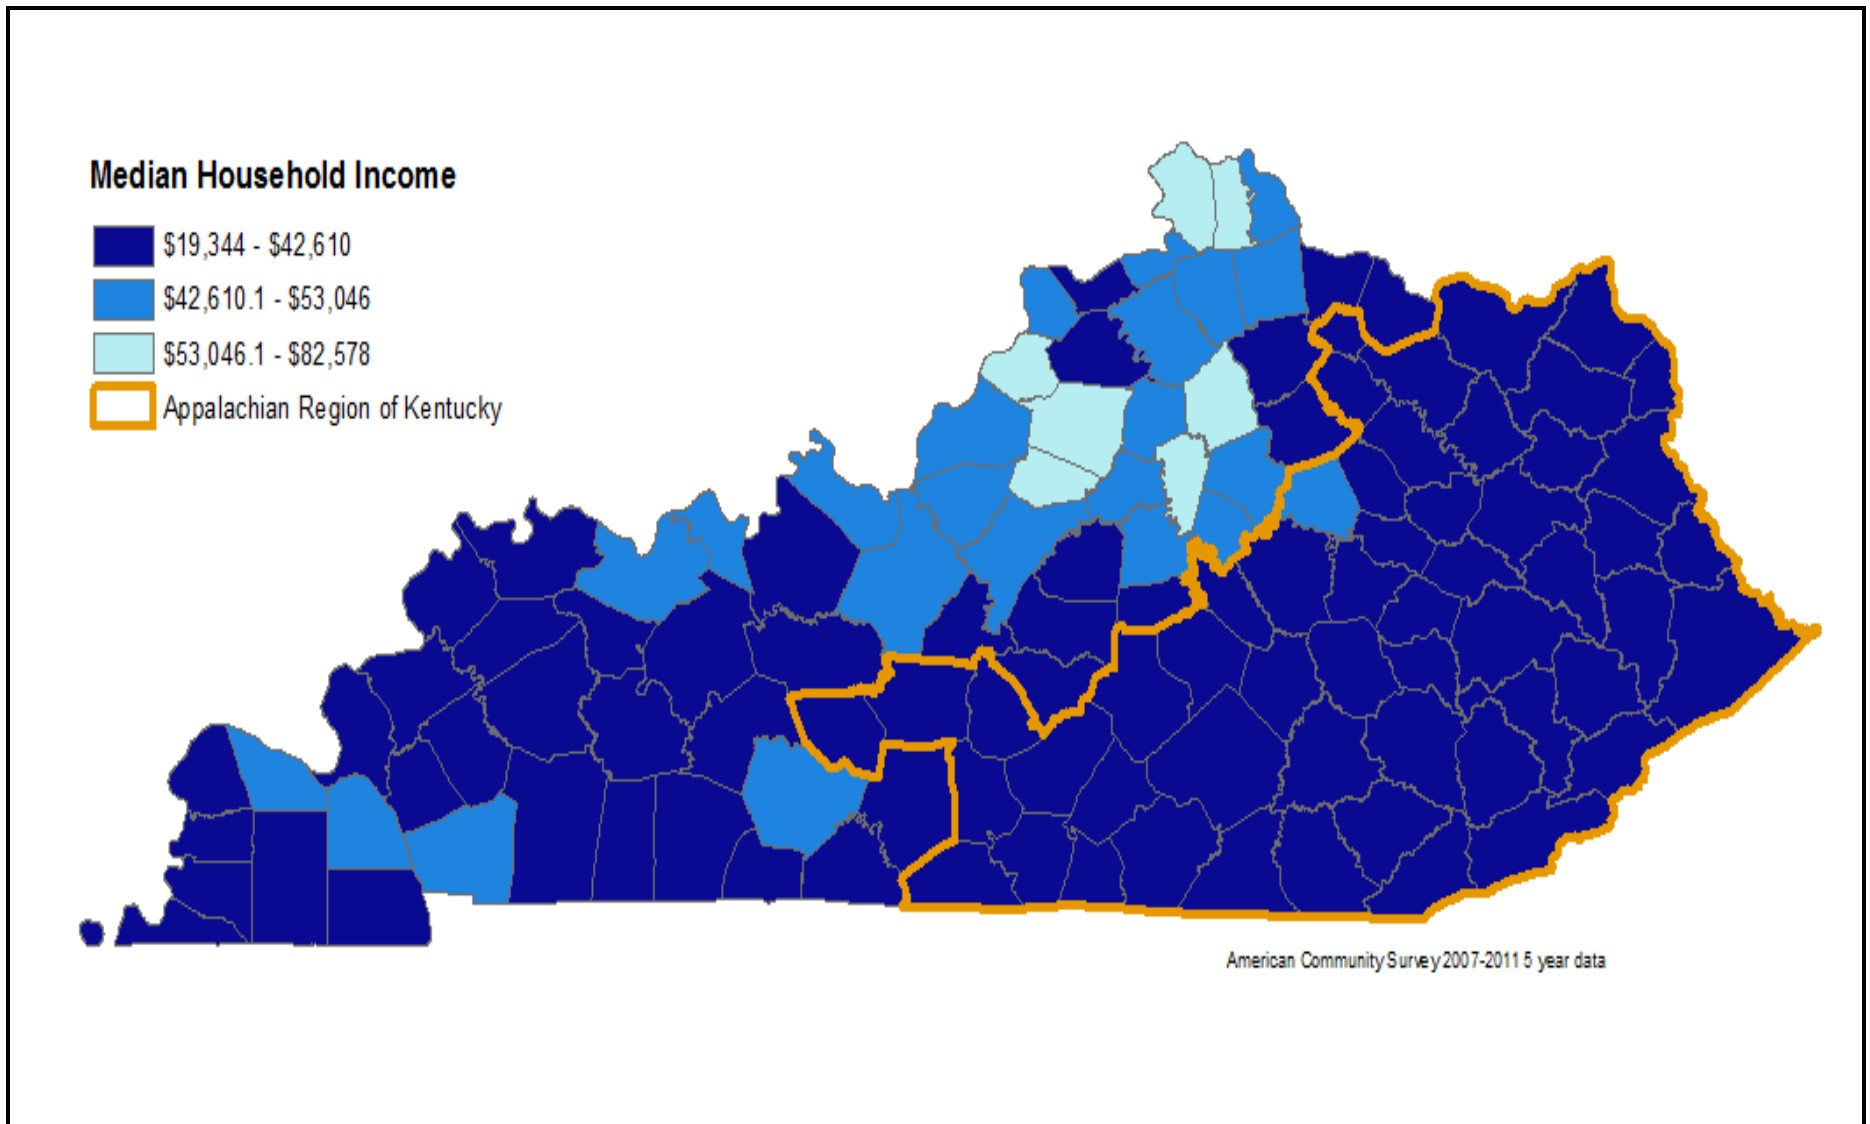 Median Household Income
$19,344 - $42,610
$42,610.1 - $53,046
$53,046.1 - $82,578
Appalachian Region of Kentucky
American Community Survey 2007-2011 5 year data